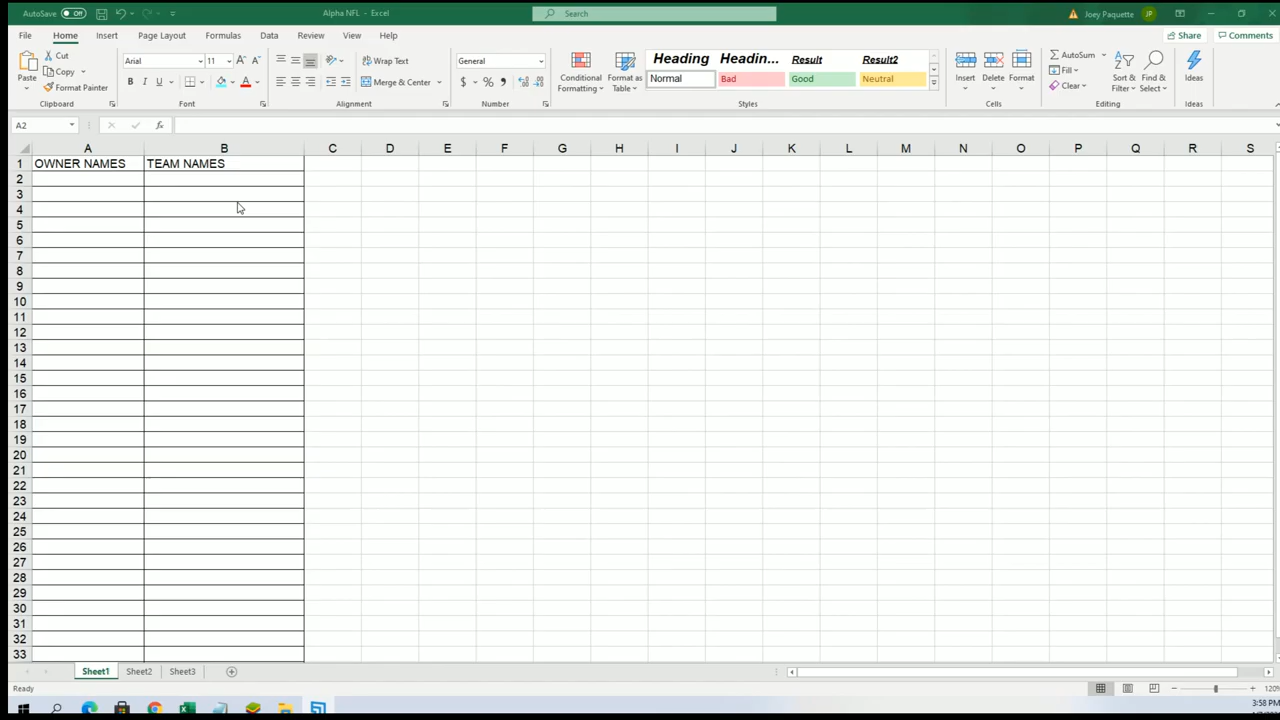 AutoSave Off Alpha NFL - Excel Search Joey Paquette JP
File Home Insert Page Layout Formulas Data Review View Help Share Comments
Paste Cut Copy Format Painter Clipboard
Arial 11 A A B I U A Font
Wrap Text Merge & Center Alignment
General $ % Number
Conditional Formatting Format as Table
Heading Headin... Result Result2
Normal Bad Good Neutral
Styles
Insert Delete Format Cells
AutoSum Fill Clear Sort & Filter Find & Select Editing
Ideas Ideas
A2 fx
A B C D E F G H I J K L M N O P Q R S
1 OWNER NAMES TEAM NAMES
2
3
4
5
6
7
8
9
10
11
12
13
14
15
16
17
18
19
20
21
22
23
24
25
26
27
28
29
30
31
32
33
Sheet1 Sheet2 Sheet3
Ready 120%
3:58 PM